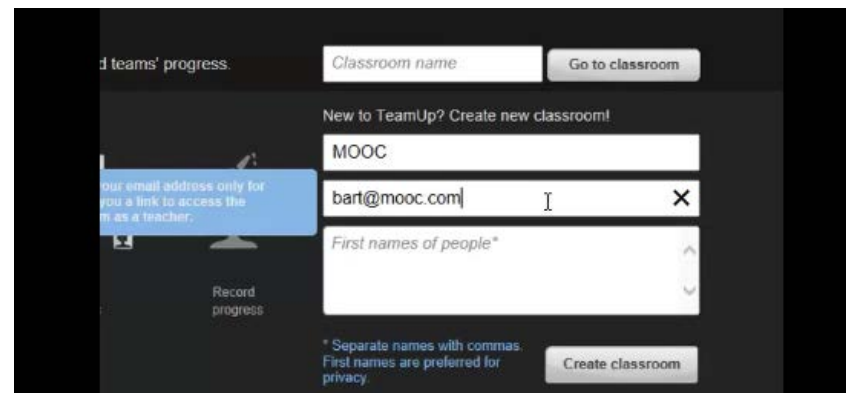 d teams' progress.
Classroom name
Go to classroom
New to TeamUp? Create new classroom!
MOOC
our email address only for
you a link to access the
m as a teacher.
bart@mooc.com
First names of people*
Record
progress
* Separate names with commas.
First names are preferred for
privacy.
Create classroom